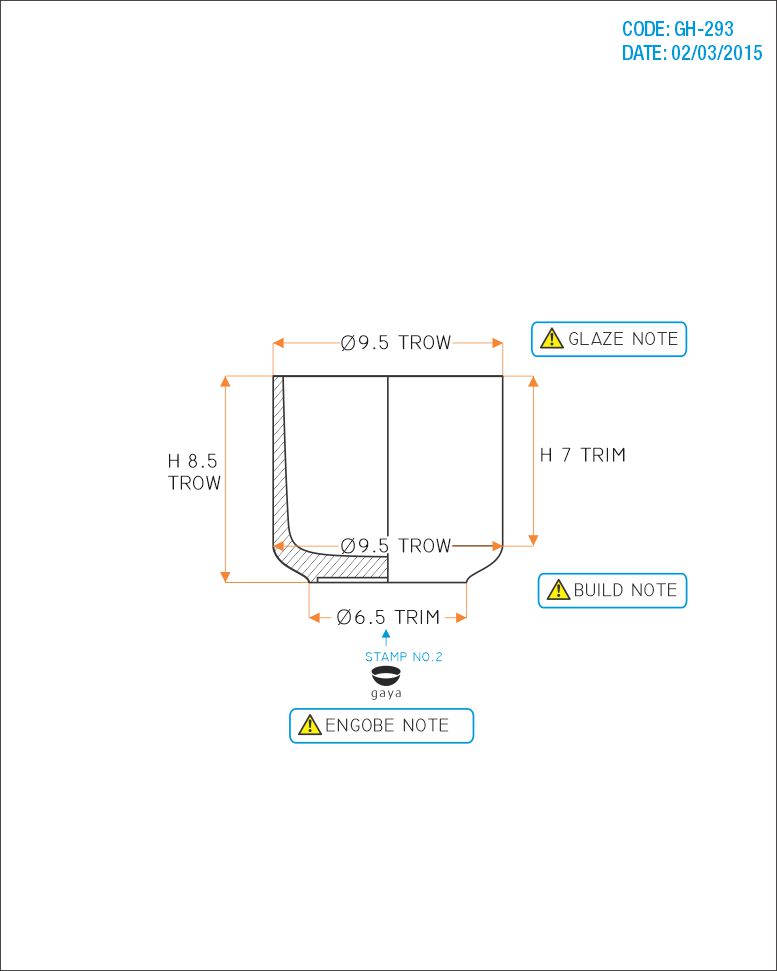 CODE: GH-293
DATE: 02/03/2015
Ø9.5 TROW
GLAZE NOTE
H 8.5
TROW
H 7 TRIM
Ø9.5 TROW
BUILD NOTE
Ø6.5 TRIM
STAMP NO.2
gaya
ENGOBE NOTE